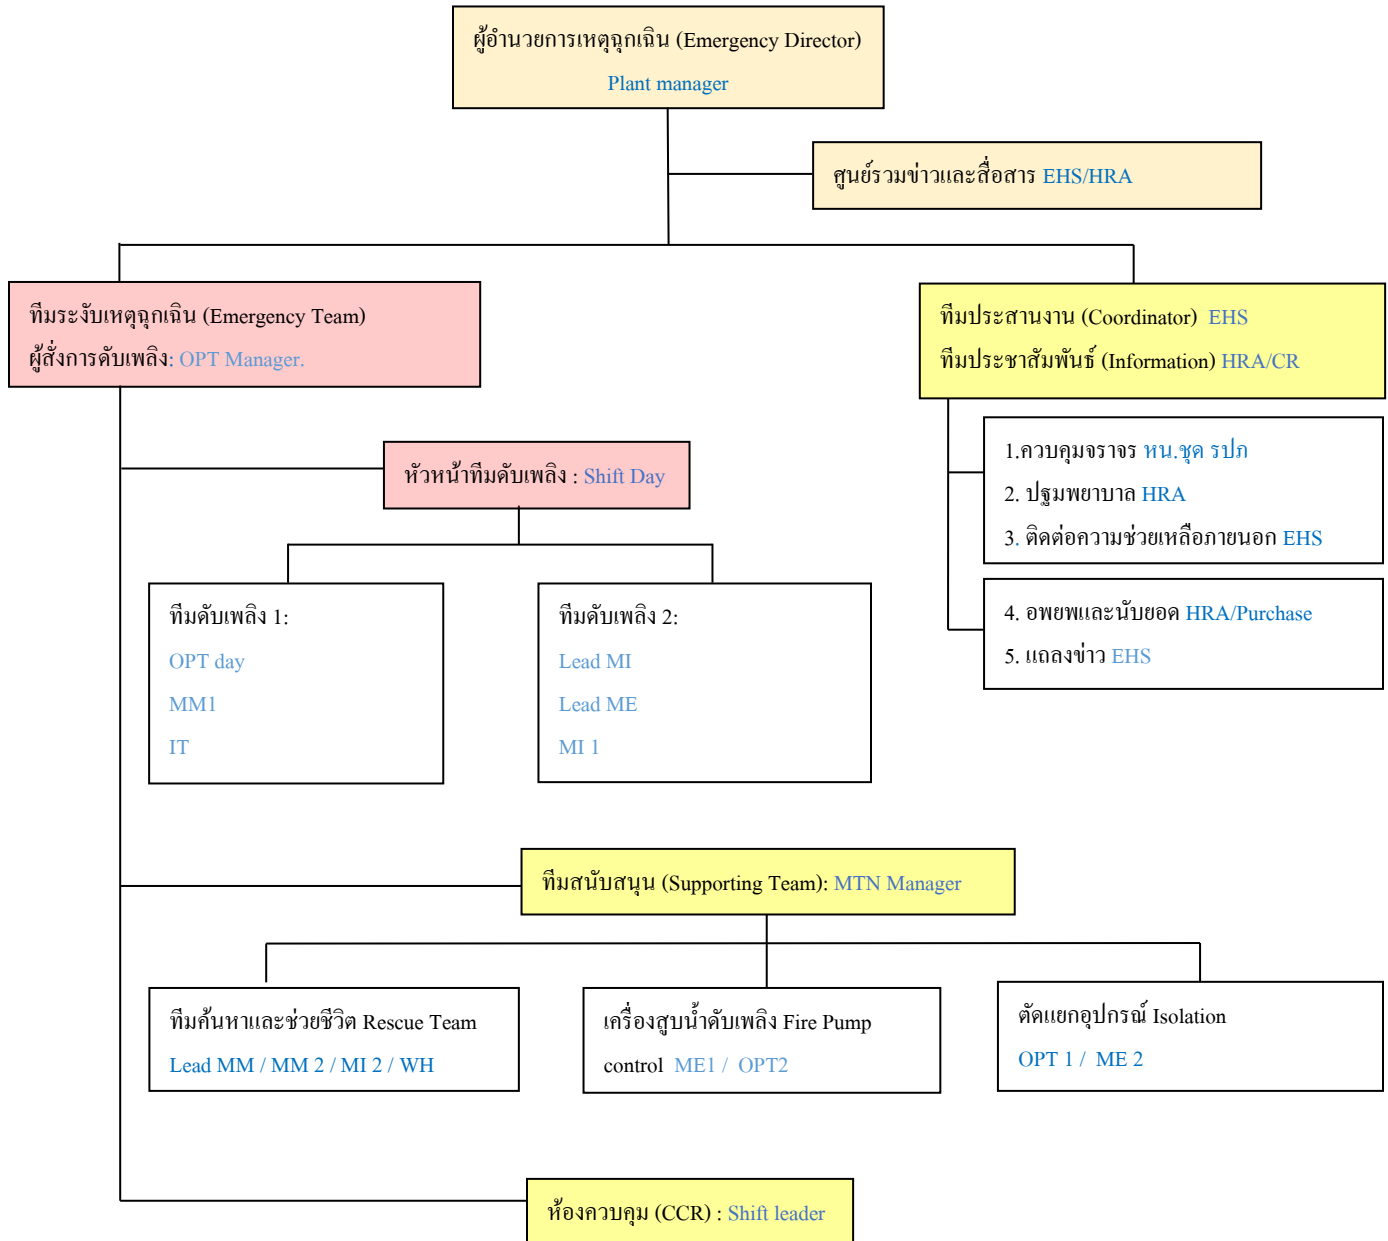 ผู้อำนวยการเหตุฉุกเฉิน (Emergency Director)
Plant manager
ศูนย์รวมข่าวและสื่อสาร EHS/HRA
ทีมระงับเหตุฉุกเฉิน (Emergency Team)
ผู้สั่งการดับเพลิง: OPT Manager.
ทีมประสานงาน (Coordinator) EHS
ทีมประชาสัมพันธ์ (Information) HRA/CR
หัวหน้าทีมดับเพลิง : Shift Day
1.ควบคุมจราจร หน.ชุด รปภ
2. ปฐมพยาบาล HRA
3. ติดต่อความช่วยเหลือภายนอก EHS
4. อพยพและนับยอด HRA/Purchase
5. แถลงข่าว EHS
ทีมดับเพลิง 1:
OPT day
MM1
IT
ทีมดับเพลิง 2:
Lead MI
Lead ME
MI 1
ทีมสนับสนุน (Supporting Team): MTN Manager
ทีมค้นหาและช่วยชีวิต Rescue Team
Lead MM / MM 2 / MI 2 / WH
เครื่องสูบน้ำดับเพลิง Fire Pump
control ME1 / OPT2
ตัดแยกอุปกรณ์ Isolation
OPT 1 / ME 2
ห้องควบคุม (CCR) : Shift leader